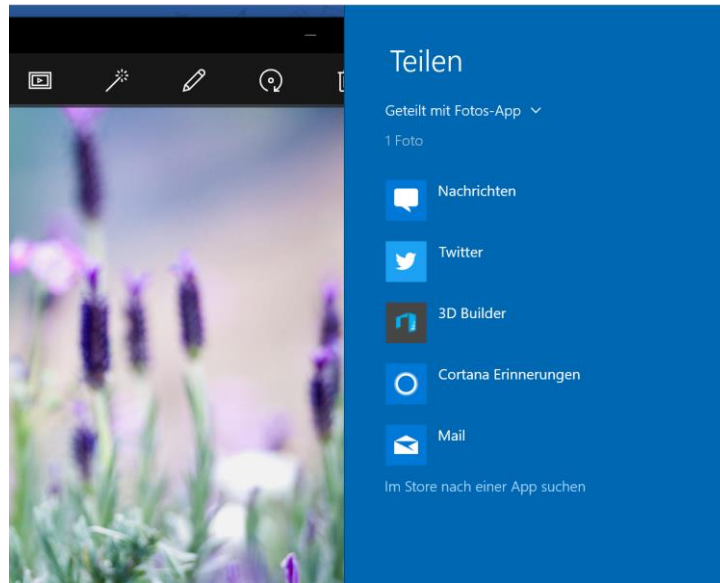 Teilen
Geteilt mit Fotos-App
1 Foto
Nachrichten
Twitter
3D Builder
Cortana Erinnerungen
Mail
Im Store nach einer App suchen